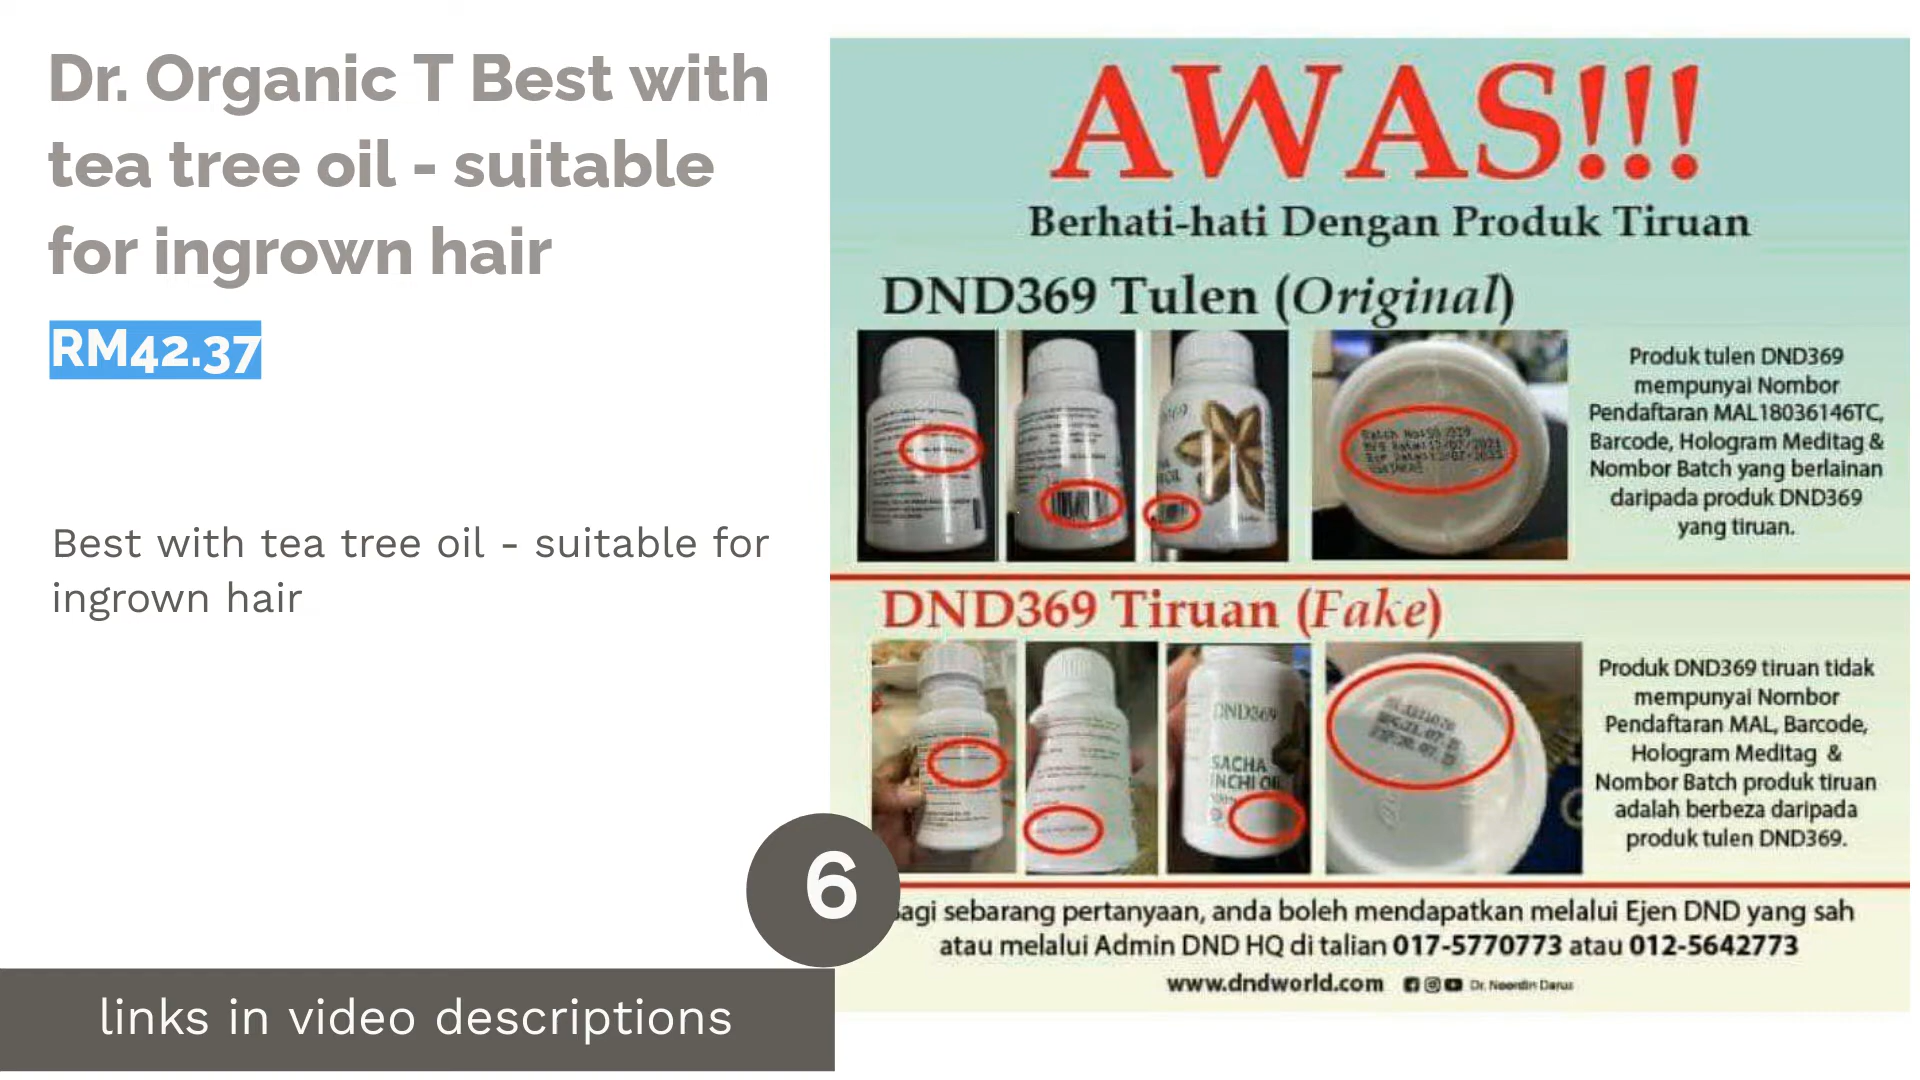 Dr. Organic T Best with
tea tree oil - suitable
for ingrown hair
RM42.37
Best with tea tree oil - suitable for
ingrown hair
6
links in video descriptions
AWAS!!!
Berhati-hati Dengan Produk Tiruan
DND369 Tulen (Original)
Produk tulen DND369
mempunyai Nombor
Pendaftaran MAL18036146TC,
Barcode, Hologram Meditag &
Nombor Batch yang berlainan
daripada produk DND369
yang tiruan.
DND369 Tiruan (Fake)
DND369
SACHA
INCHI OIL
Produk DND369 tiruan tidak
mempunyai Nombor
Pendaftaran MAL, Barcode,
Hologram Meditag &
Nombor Batch produk tiruan
adalah berbeza daripada
produk tulen DND369.
agi sebarang pertanyaan, anda boleh mendapatkan melalui Ejen DND yang sah
atau melalui Admin DND HQ di talian 017-5770773 atau 012-5642773
www.dndworld.com Dr. Noordin Darus